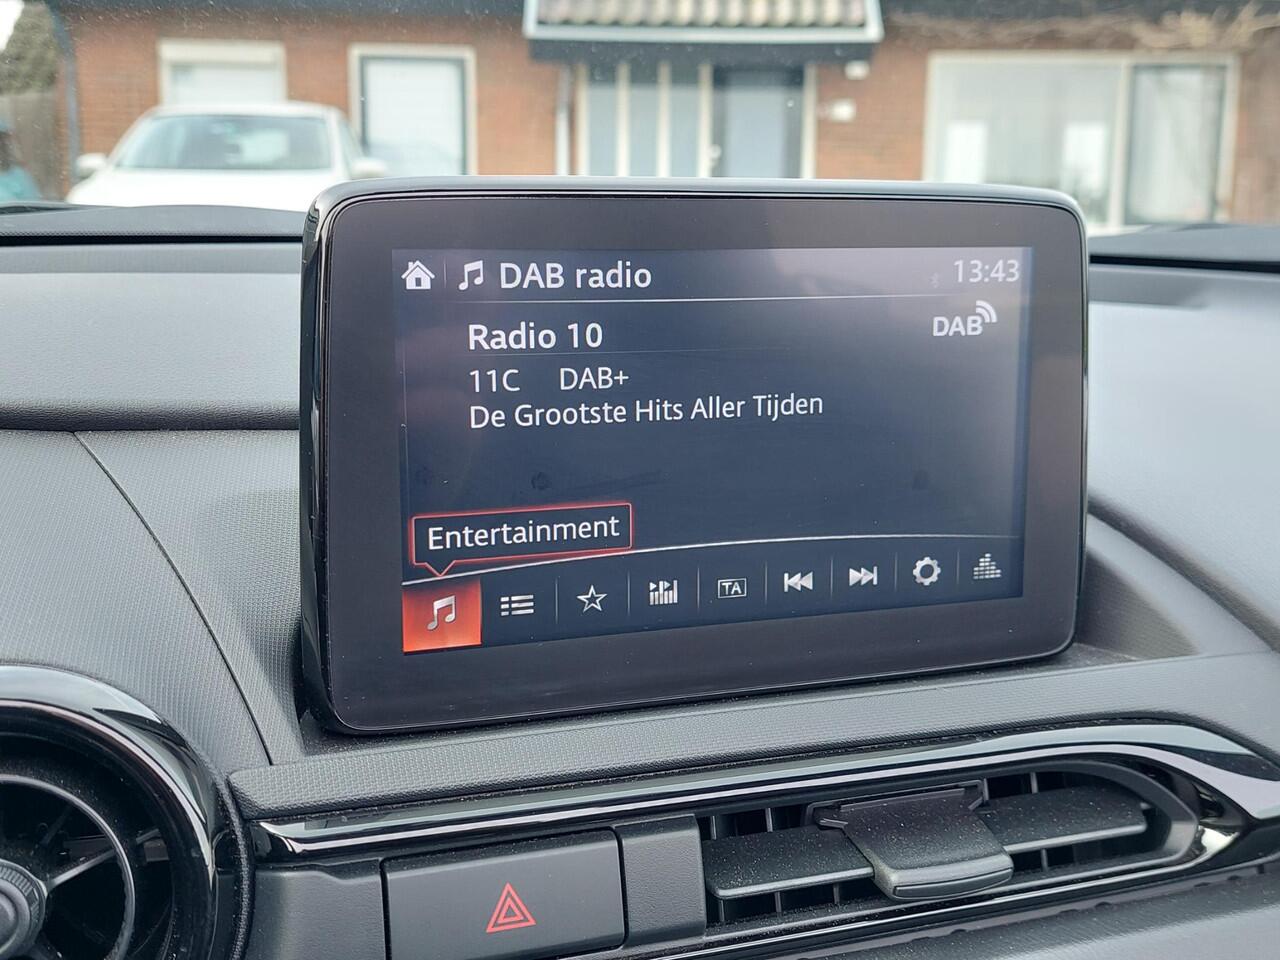 DAB radio
13:43
Radio 10
DAB
11C DAB+
De Grootste Hits Aller Tijden
Entertainment
TA